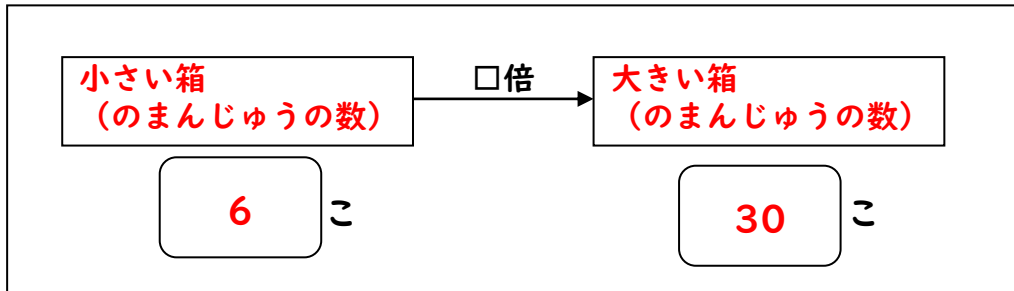 小さい箱
(のまんじゅうの数)
□倍
大きい箱
(のまんじゅうの数)
6 こ
30 こ